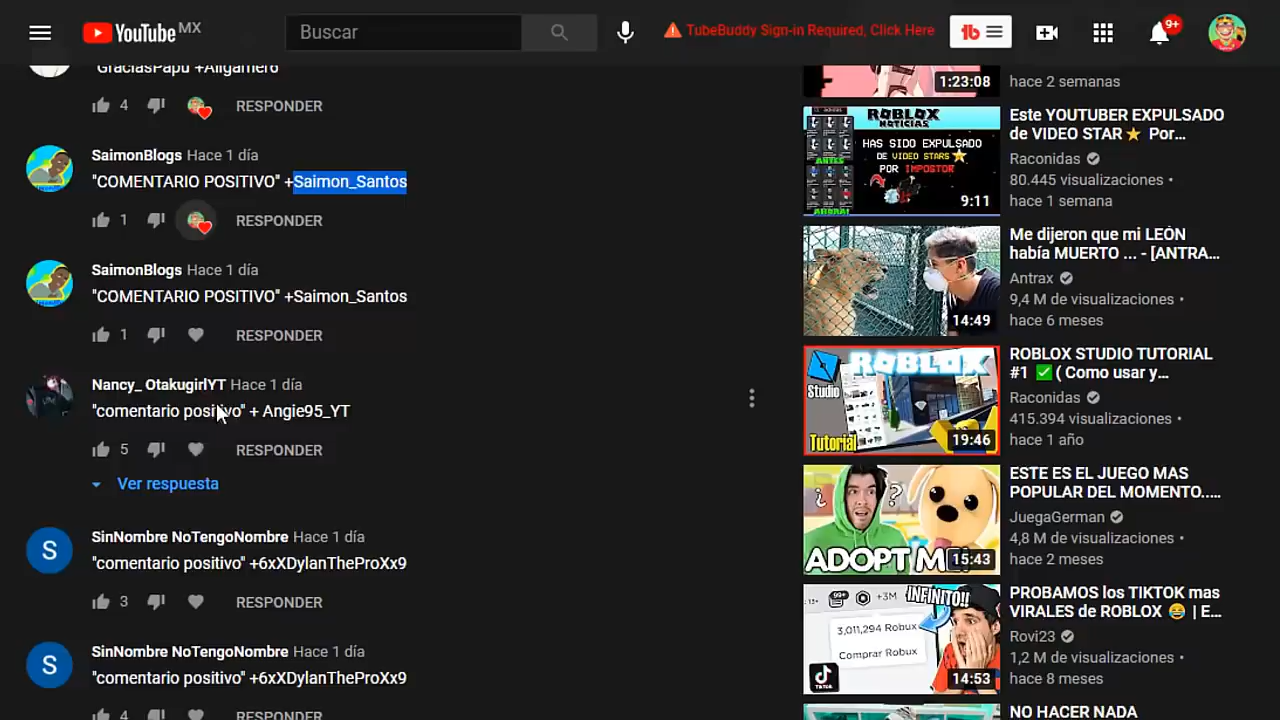 YouTube MX
Buscar
TubeBuddy Sign-in Required, Click Here
9+
"GraciasPapu +Aligamer6
4
RESPONDER
SaimonBlogs Hace 1 día
"COMENTARIO POSITIVO" +Saimon_Santos
1
RESPONDER
SaimonBlogs Hace 1 día
"COMENTARIO POSITIVO" +Saimon_Santos
1
RESPONDER
Nancy_ OtakugirlYT Hace 1 día
"comentario positivo" + Angie95_YT
5
RESPONDER
Ver respuesta
SinNombre NoTengoNombre Hace 1 día
"comentario positivo" +6xXDylanTheProXx9
3
RESPONDER
S
SinNombre NoTengoNombre Hace 1 día
"comentario positivo" +6xXDylanTheProXx9
S
4
RESPONDER
1:23:08
hace 2 semanas
ROBLOX
NOTICIAS
HAS SIDO EXPULSADO
DE VIDEO STARS
POR IMPOSTOR
ANTES
AHORA!
9:11
Este YOUTUBER EXPULSADO
de VIDEO STAR⭐ Por...
Raconidas
80.445 visualizaciones •
hace 1 semana
14:49
Me dijeron que mi LEÓN
había MUERTO ... - [ANTRA...
Antrax
9,4 M de visualizaciones •
hace 6 meses
ROBLOX
Studio
Tutorial
19:46
ROBLOX STUDIO TUTORIAL
#1 ✅ ( Como usar y...
Raconidas
415.394 visualizaciones •
hace 1 año
¿ ?
ADOPT ME!
15:43
ESTE ES EL JUEGO MAS
POPULAR DEL MOMENTO.....
JuegaGerman
4,8 M de visualizaciones •
hace 2 meses
13+
99+
+3M
INFINITO!!
3,011,294 Robux
Comprar Robux
TikTok
14:53
PROBAMOS los TIKTOK mas
VIRALES de ROBLOX 😂 | E...
Rovi23
1,2 M de visualizaciones •
hace 8 meses
NO HACER NADA